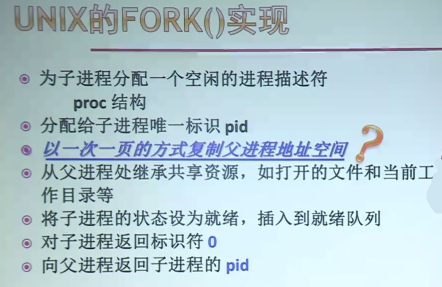 UNIX的FORK()实现
为子进程分配一个空闲的进程描述符
proc 结构
分配给子进程唯一标识 pid
以一次一页的方式复制父进程地址空间 ?
从父进程处继承共享资源，如打开的文件和当前工
作目录等
将子进程的状态设为就绪，插入到就绪队列
对子进程返回标识符 0
向父进程返回子进程的 pid